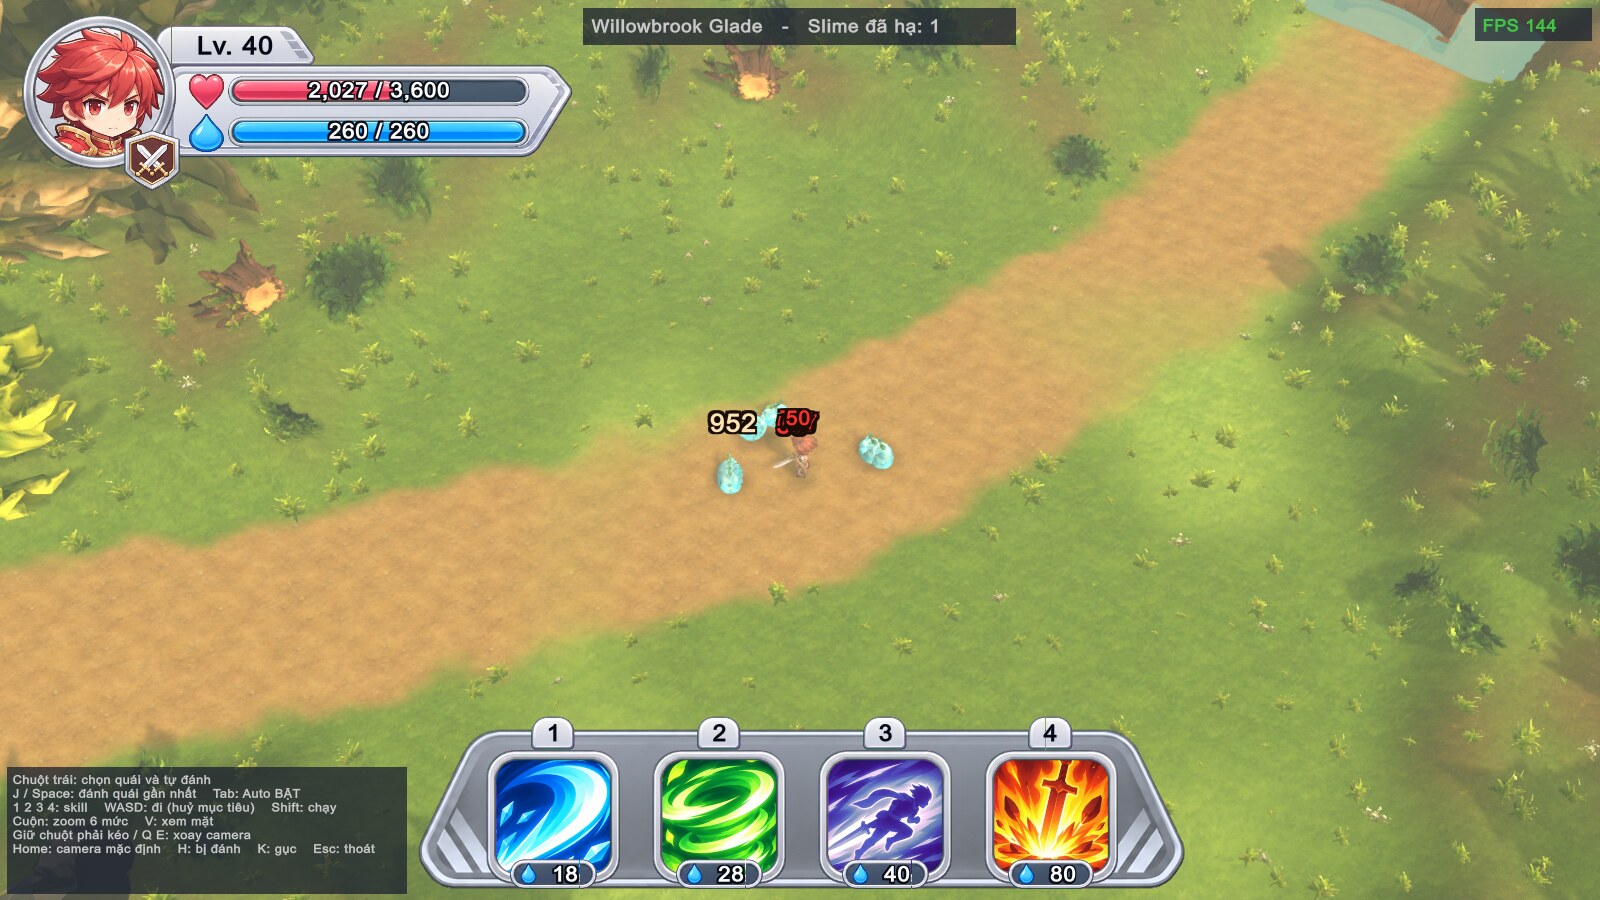 Lv. 40
2,027 / 3,600
260 / 260
Willowbrook Glade - Slime đã hạ: 1
FPS 144
952
50
1
2
3
4
18
28
40
80
Chuột trái: chọn quái và tự đánh
J / Space: đánh quái gần nhất Tab: Auto BẬT
1 2 3 4: skill WASD: đi (huỷ mục tiêu) Shift: chạy
Cuộn: zoom 6 mức V: xem mặt
Giữ chuột phải kéo / Q E: xoay camera
Home: camera mặc định H: bị đánh K: gục Esc: thoát